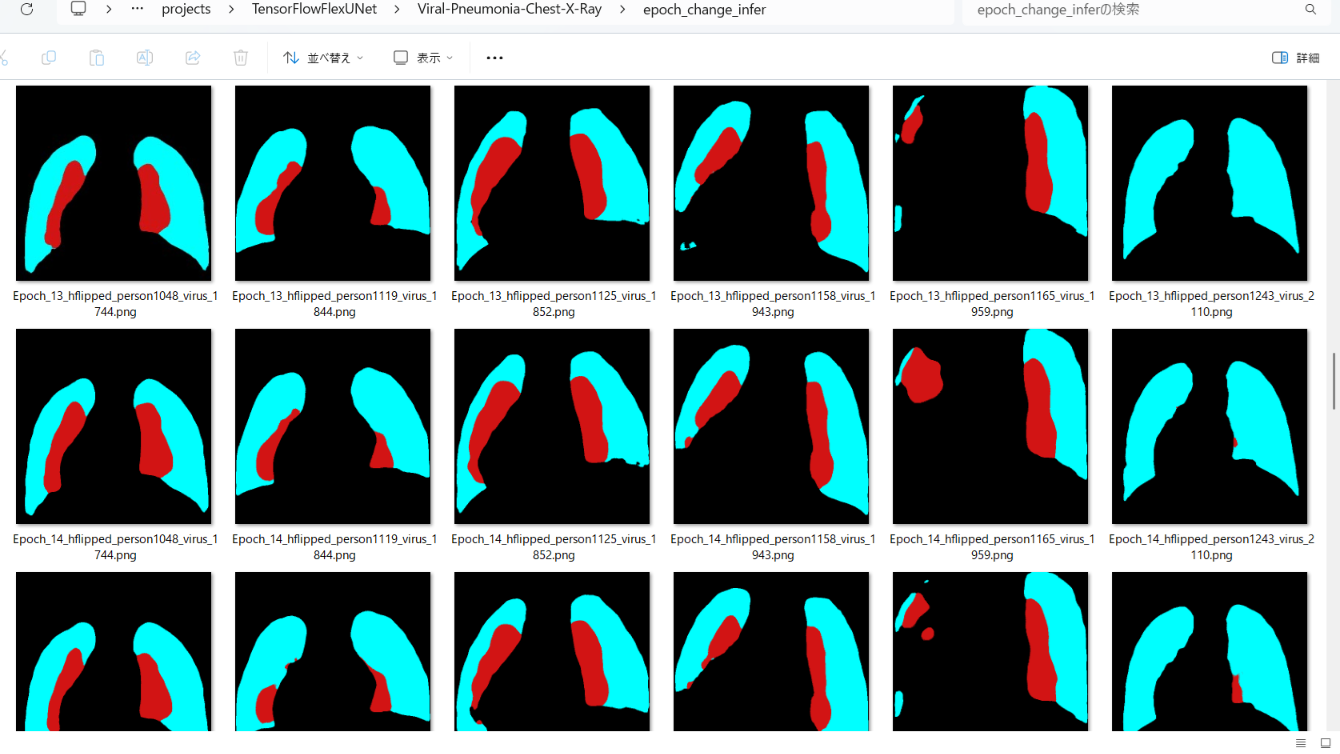 projects > TensorFlowFlexUNet > Viral-Pneumonia-Chest-X-Ray > epoch_change_infer
epoch_change_inferの検索
並べ替え
表示
詳細
Epoch_13_hflipped_person1048_virus_1
744.png
Epoch_13_hflipped_person1119_virus_1
844.png
Epoch_13_hflipped_person1125_virus_1
852.png
Epoch_13_hflipped_person1158_virus_1
943.png
Epoch_13_hflipped_person1165_virus_1
959.png
Epoch_13_hflipped_person1243_virus_2
110.png
Epoch_14_hflipped_person1048_virus_1
744.png
Epoch_14_hflipped_person1119_virus_1
844.png
Epoch_14_hflipped_person1125_virus_1
852.png
Epoch_14_hflipped_person1158_virus_1
943.png
Epoch_14_hflipped_person1165_virus_1
959.png
Epoch_14_hflipped_person1243_virus_2
110.png